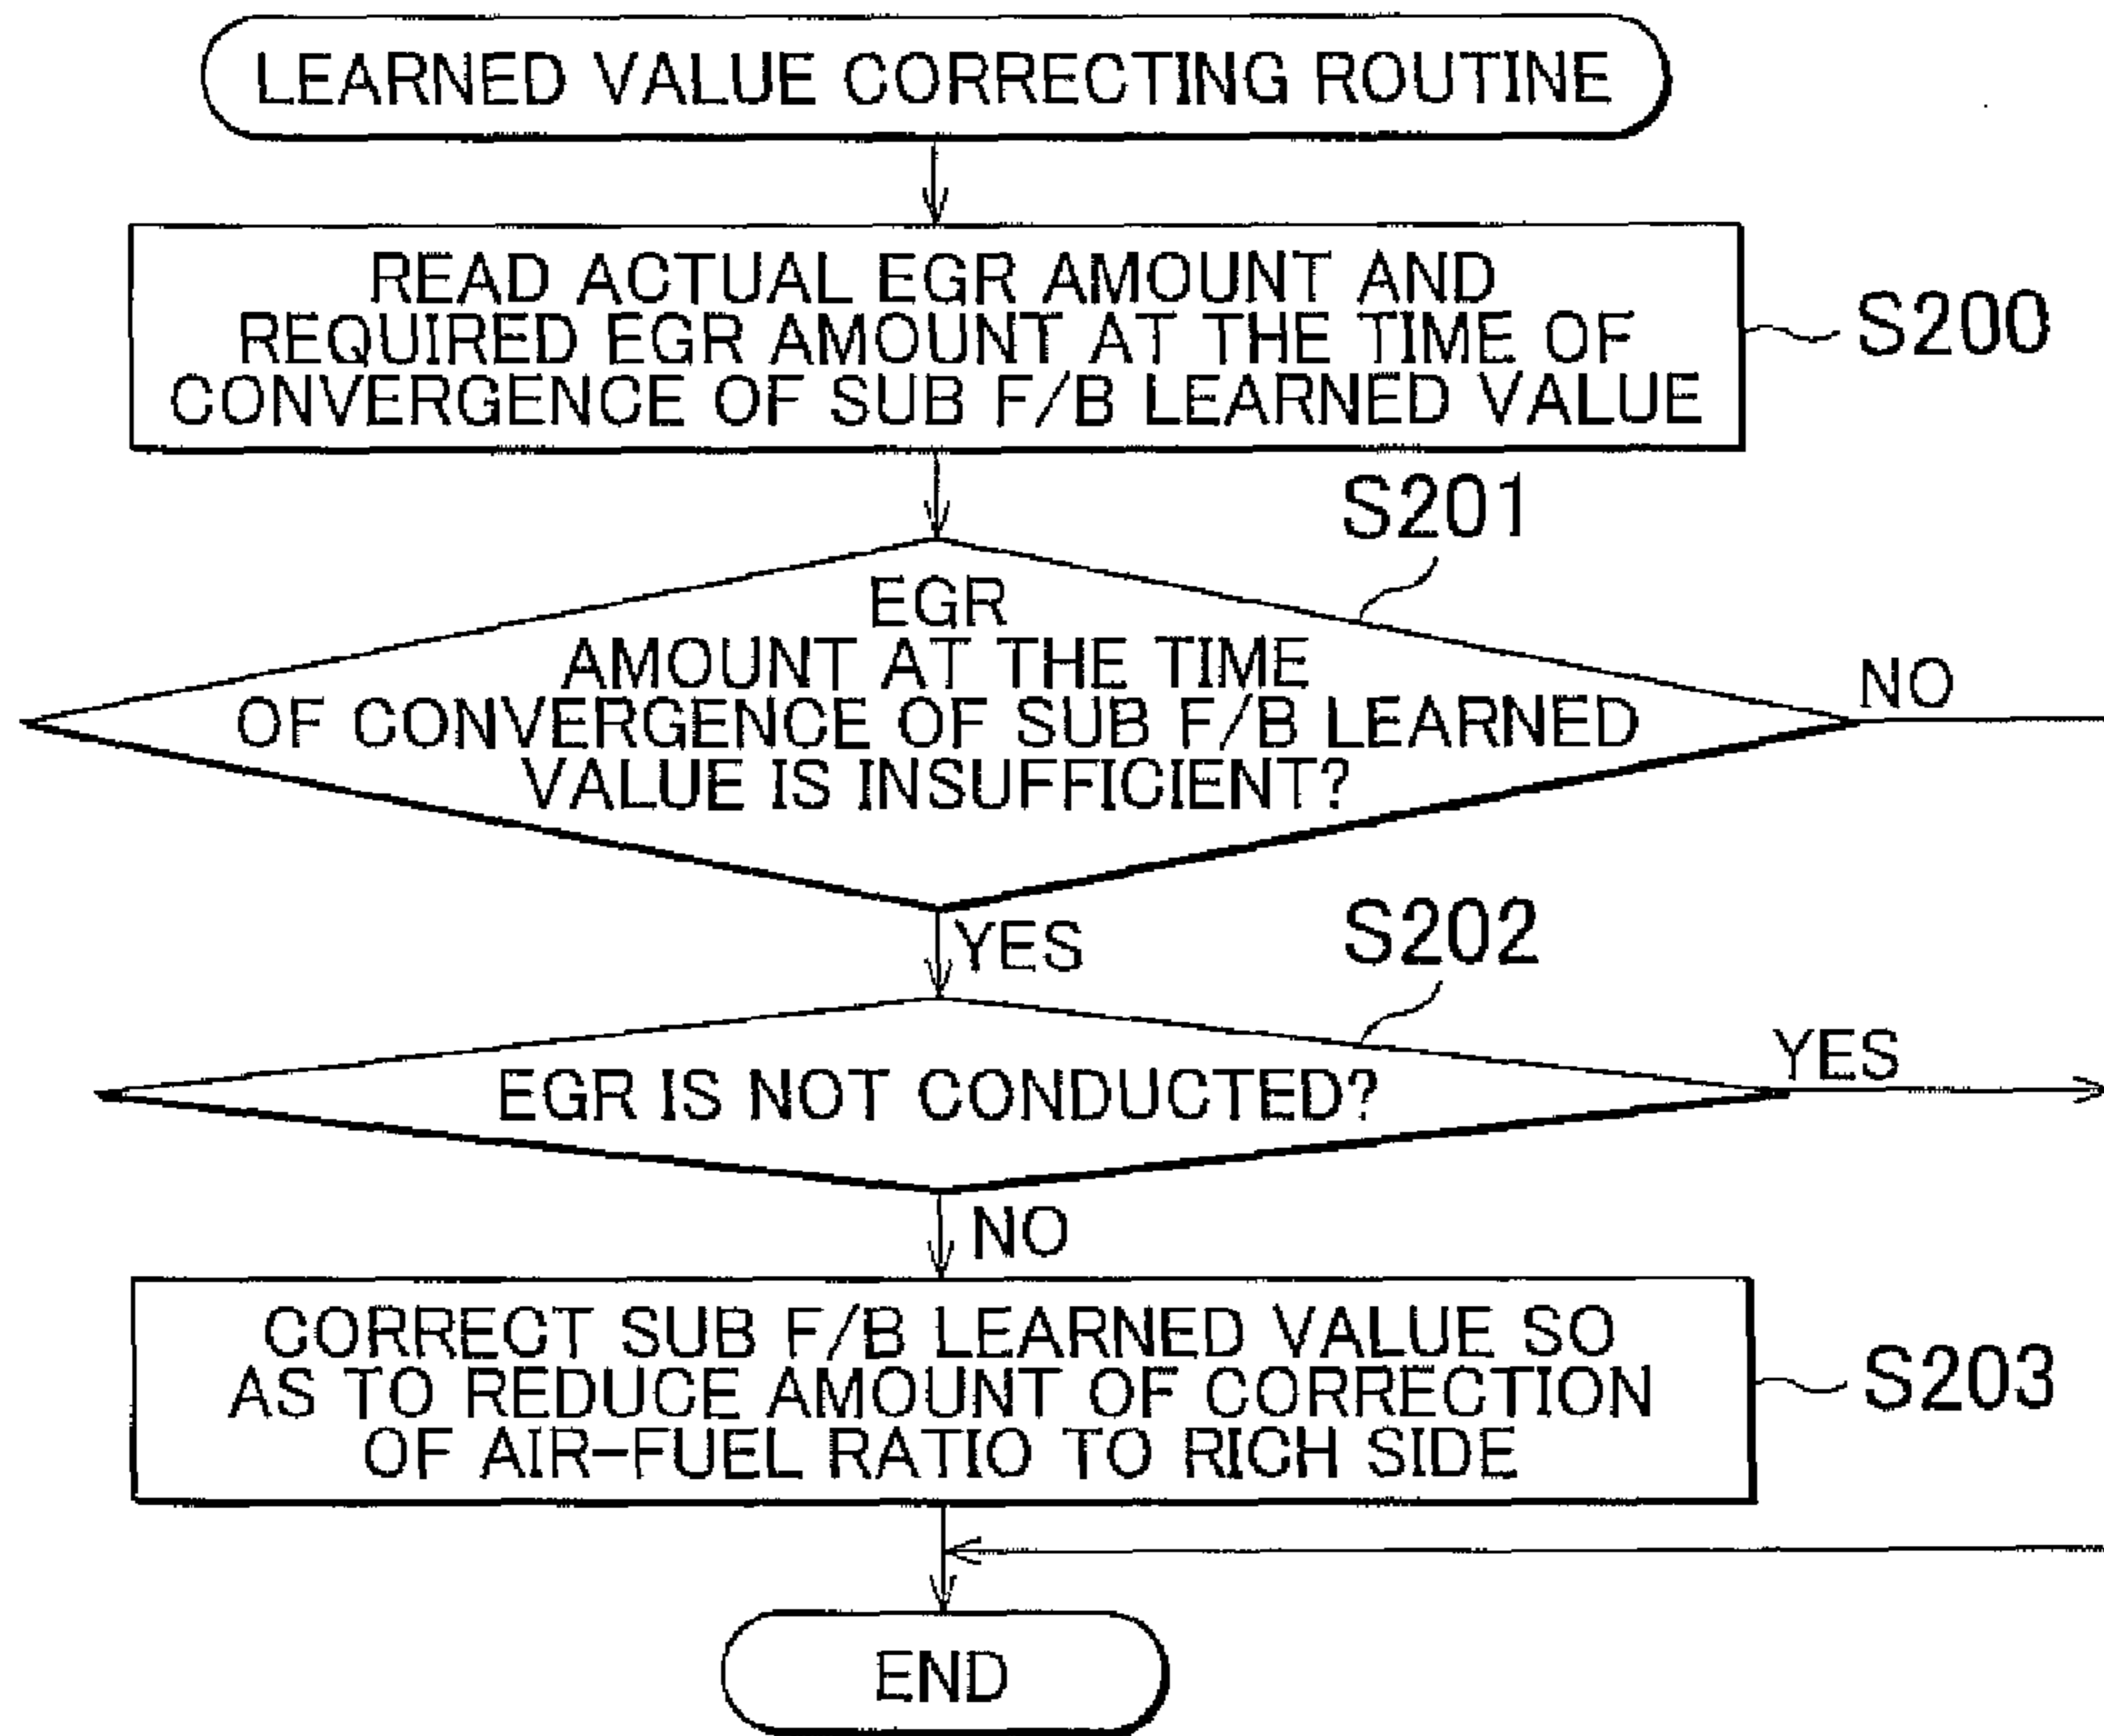 LEARNED VALUE CORRECTING ROUTINE
READ ACTUAL EGR AMOUNT AND
REQUIRED EGR AMOUNT AT THE TIME OF
CONVERGENCE OF SUB F/B LEARNED VALUE
S200
S201
EGR
AMOUNT AT THE TIME
OF CONVERGENCE OF SUB F/B LEARNED
VALUE IS INSUFFICIENT?
NO
YES
S202
EGR IS NOT CONDUCTED?
YES
NO
CORRECT SUB F/B LEARNED VALUE SO
AS TO REDUCE AMOUNT OF CORRECTION
OF AIR-FUEL RATIO TO RICH SIDE
S203
END